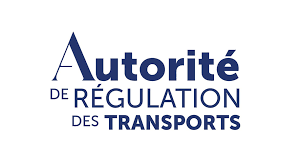 Autorité
DE RÉGULATION
DES TRANSPORTS